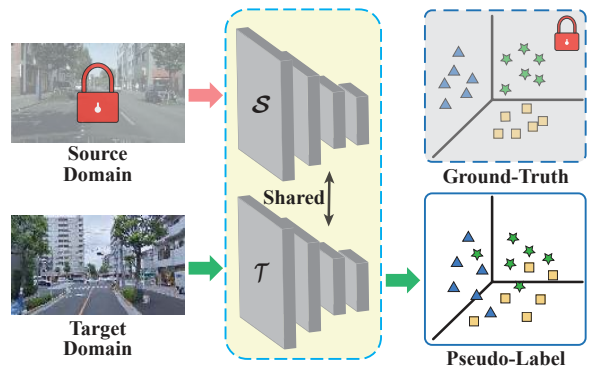 Source
Domain
S
Shared
Ground-Truth
Target
Domain
T
Pseudo-Label